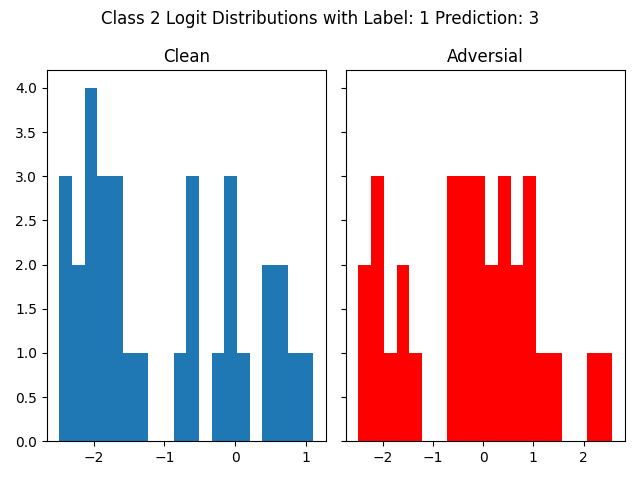 Class 2 Logit Distributions with Label: 1 Prediction: 3
Clean
Adversial
4.0
3.5
3.0
2.5
2.0
1.5
1.0
0.5
0.0
−2 −1 0 1
−2 −1 0 1 2